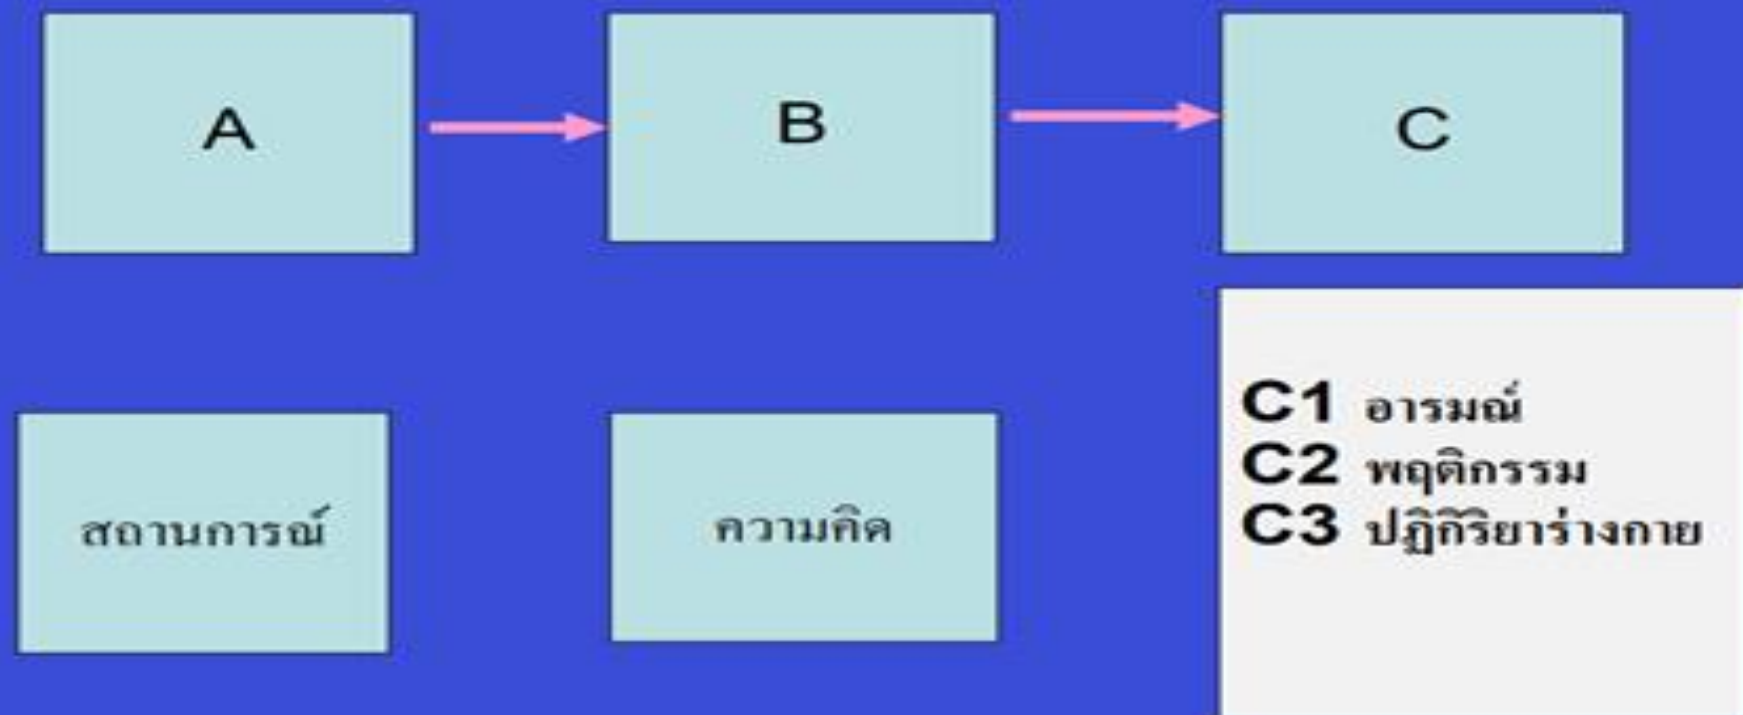 A
B
C
สถานการณ์
ความคิด
C1 อารมณ์
C2 พฤติกรรม
C3 ปฏิกิริยาร่างกาย